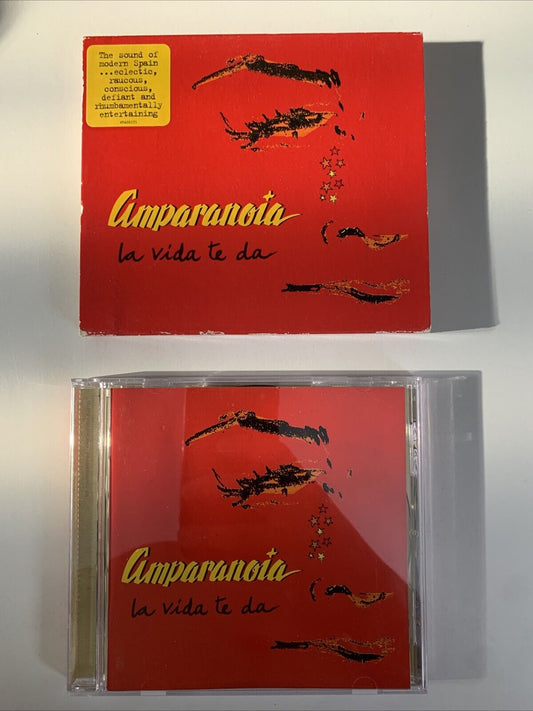 The sound of
modern Spain
...eclectic,
raucous,
conscious,
defiant and
rhumbamentally
entertaining
Amparanoia
la vida te da
Amparanoia
la vida te da